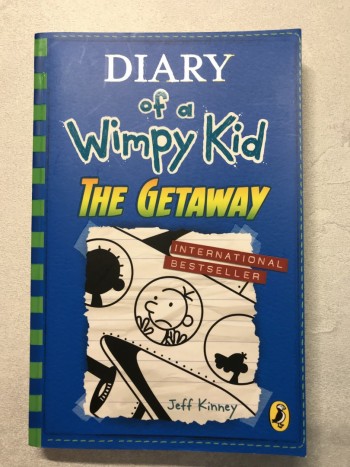 DIARY
of a
Wimpy Kid
THE GETAWAY
INTERNATIONAL
BESTSELLER
Jeff Kinney